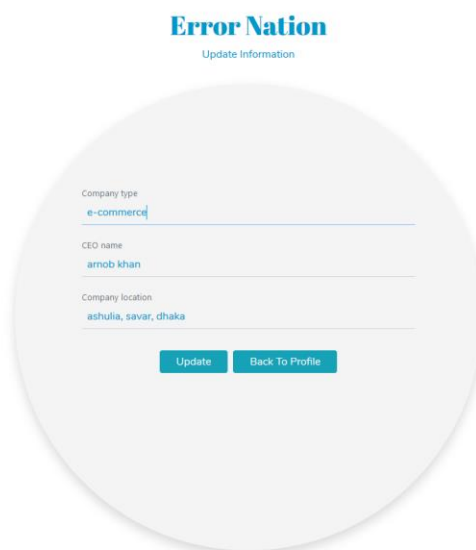 Error Nation
Update Information
Company type
e-commerce
CEO name
arnob khan
Company location
ashulia, savar, dhaka
Update Back To Profile